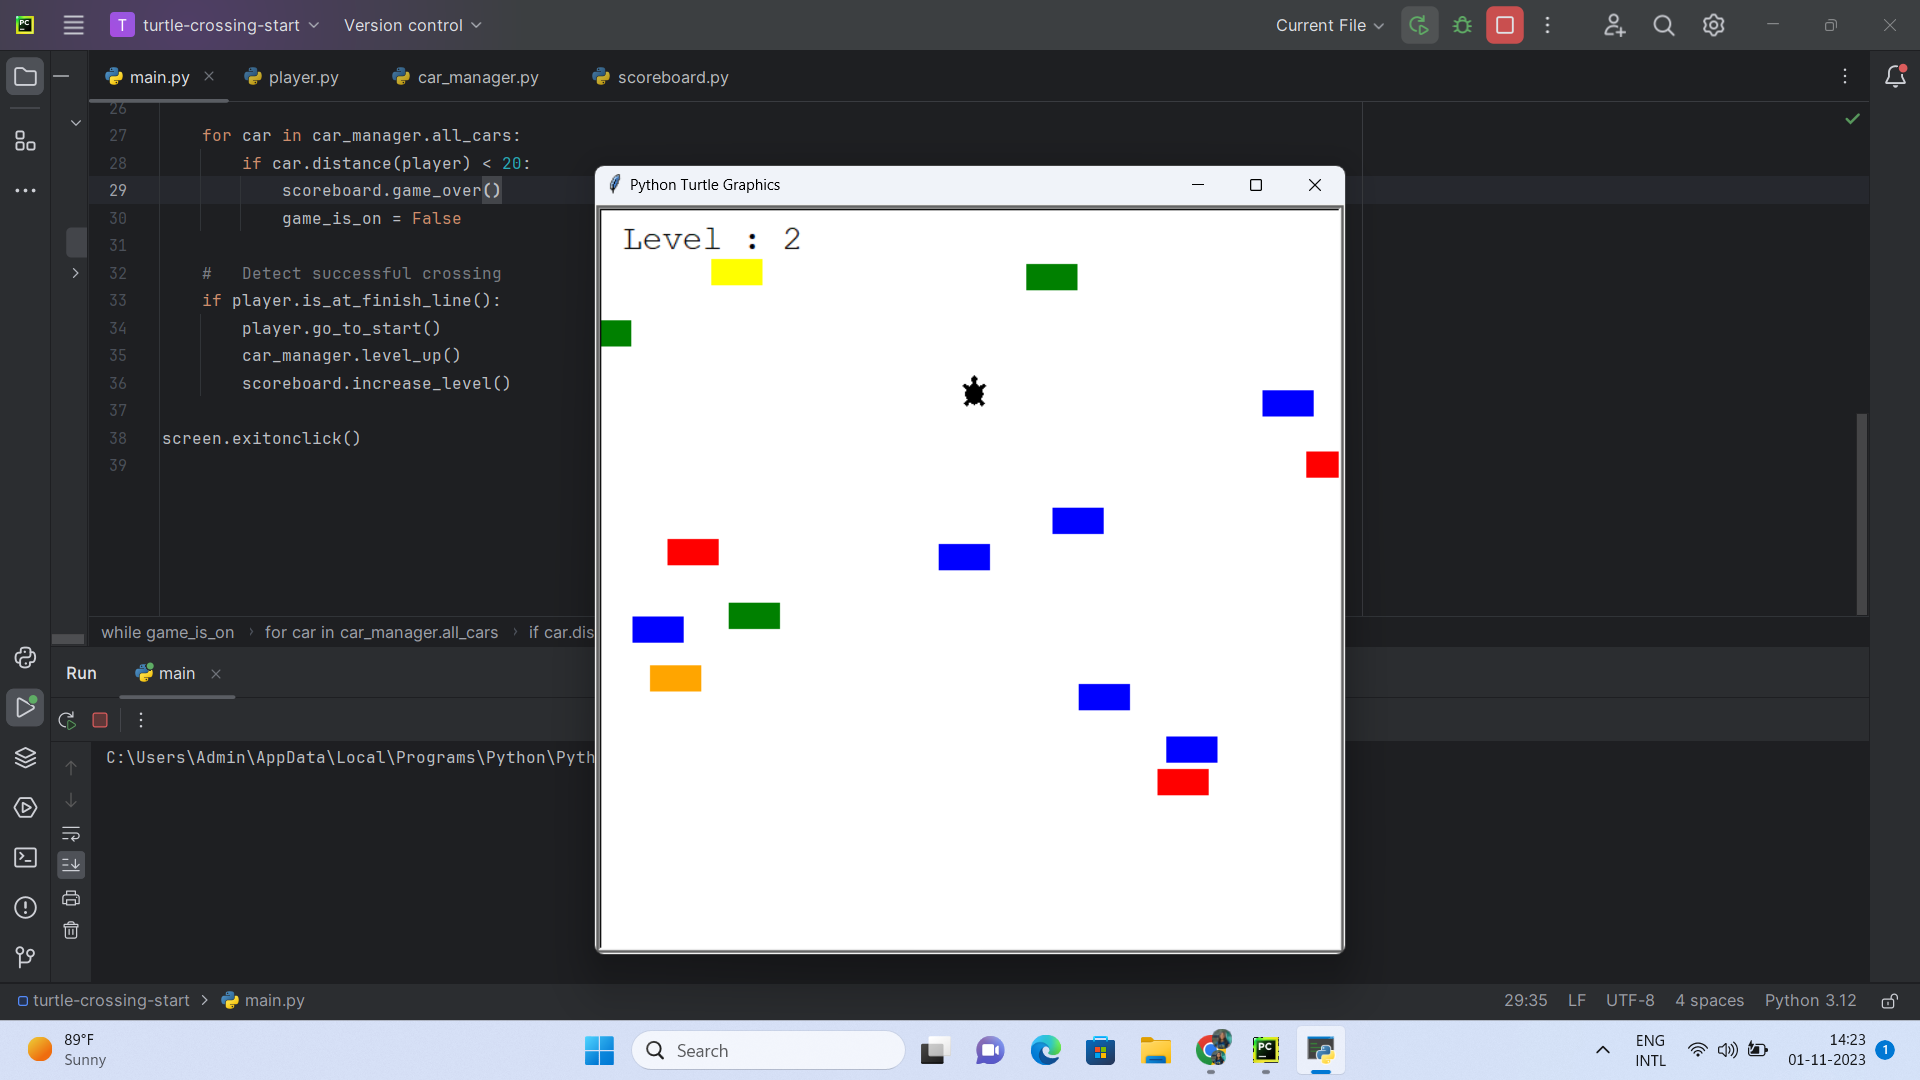 PC
T turtle-crossing-start Version control
Current File
main.py player.py car_manager.py scoreboard.py
26
27 for car in car_manager.all_cars:
28 if car.distance(player) < 20:
29 scoreboard.game_over()
30 game_is_on = False
31
32 # Detect successful crossing
33 if player.is_at_finish_line():
34 player.go_to_start()
35 car_manager.level_up()
36 scoreboard.increase_level()
37
38 screen.exitonclick()
39
while game_is_on › for car in car_manager.all_cars › if car.dis
Python Turtle Graphics
Level : 2
Run main
C:\Users\Admin\AppData\Local\Programs\Python\Pyth
turtle-crossing-start > main.py
29:35 LF UTF-8 4 spaces Python 3.12
89°F
Sunny
Search
PC
ENG
INTL
14:23
01-11-2023
1